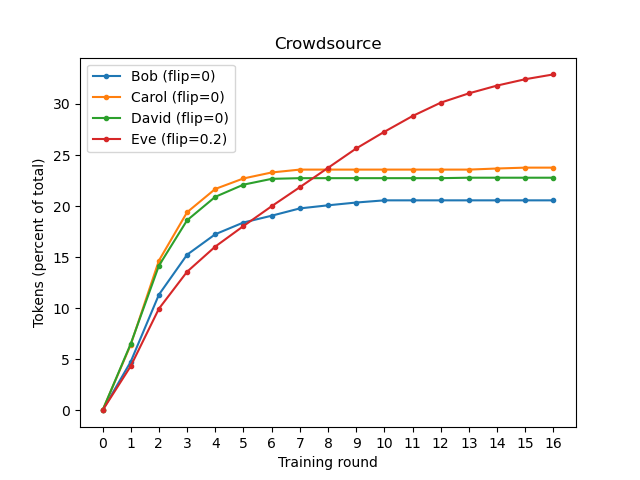 Crowdsource
Bob (flip=0)
Carol (flip=0)
David (flip=0)
Eve (flip=0.2)
Tokens (percent of total)
30
25
20
15
10
5
0
0 1 2 3 4 5 6 7 8 9 10 11 12 13 14 15 16
Training round